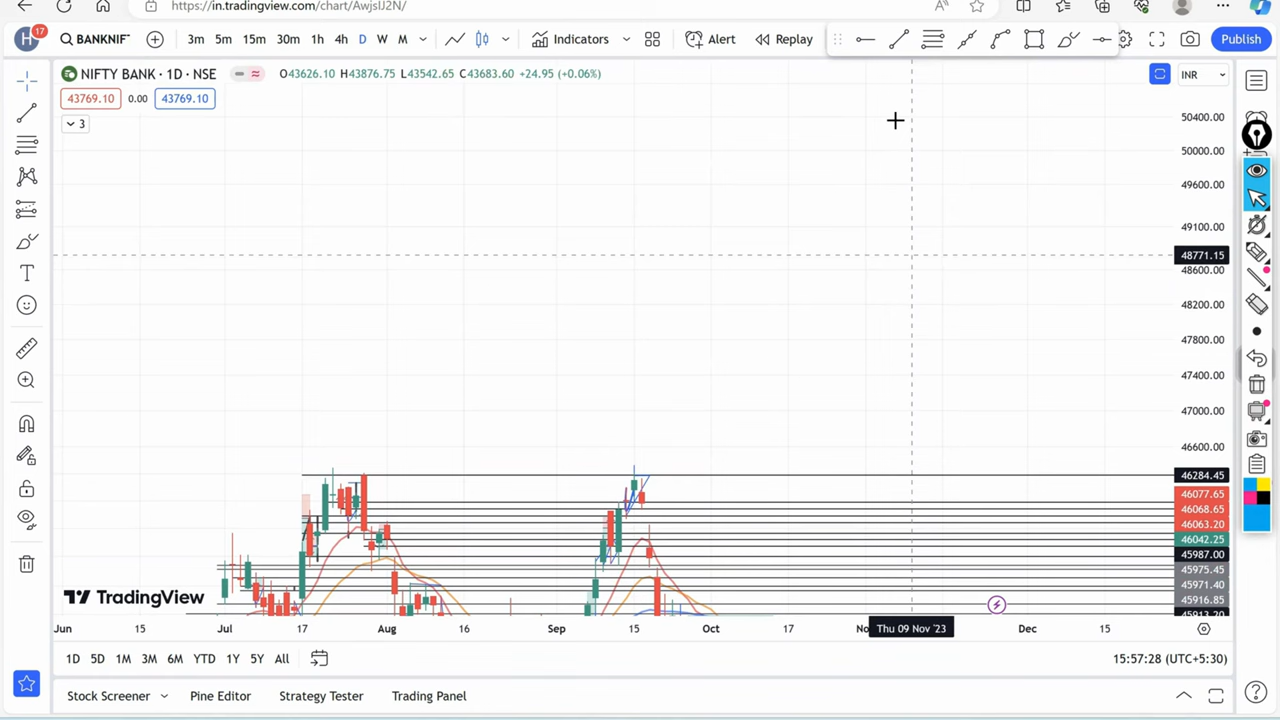 https://in.tradingview.com/chart/AwjsIJ2N/
H 17 BANKNIF 3m 5m 15m 30m 1h 4h D W M Indicators Alert Replay Publish
NIFTY BANK · 1D · NSE O43626.10 H43876.75 L43542.65 C43683.60 +24.95 (+0.06%) INR
43769.10 0.00 43769.10
3
50400.00
50000.00
49600.00
49100.00
48771.15
48600.00
48200.00
47800.00
47400.00
47000.00
46600.00
46284.45
46077.65
46068.65
46063.20
46042.25
45987.00
45975.45
45971.40
45916.85
45913.20
TradingView
Jun 15 Jul 17 Aug 16 Sep 15 Oct 17 Thu 09 Nov '23 Dec 15
1D 5D 1M 3M 6M YTD 1Y 5Y All 15:57:28 (UTC+5:30)
Stock Screener Pine Editor Strategy Tester Trading Panel